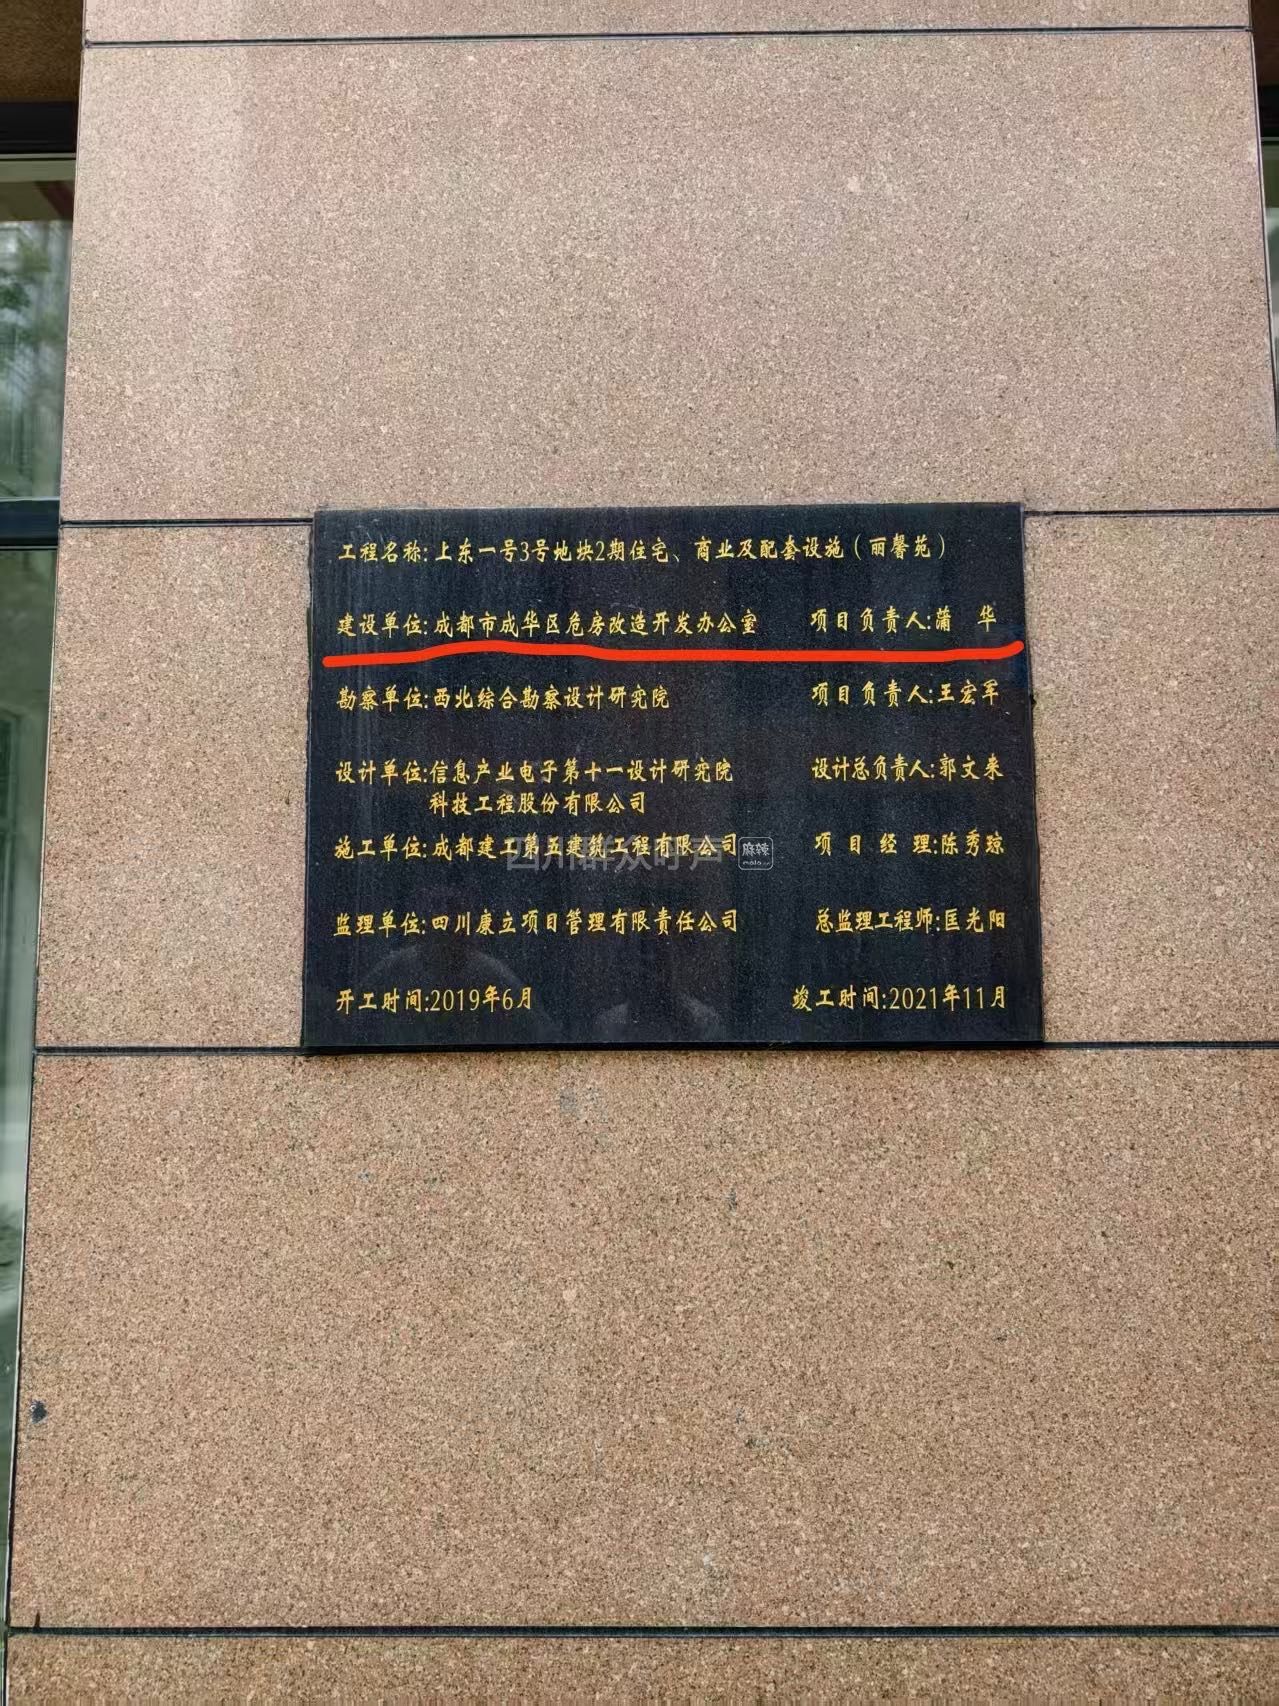 工程名称:上东一号3号地块2期住宅、商业及配套设施(丽馨苑)
建设单位:成都市成华区危房改造开发办公室 项目负责人:蒲 华
勘察单位:西北综合勘察设计研究院 项目负责人:王宏军
设计单位:信息产业电子第十一设计研究院 设计总负责人:郭文来
科技工程股份有限公司
施工单位:成都建工第五建筑工程有限公司 项目经理:陈秀琼
四川群众呼声 麻辣
监理单位:四川康立项目管理有限责任公司 总监理工程师:匡光阳
开工时间:2019年6月 竣工时间:2021年11月